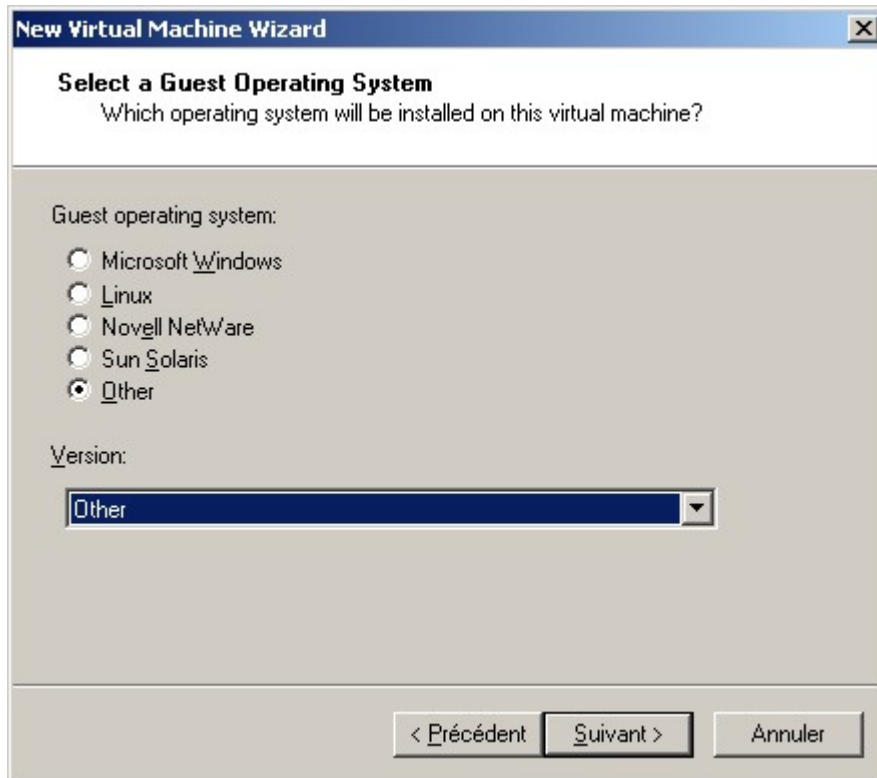 New Virtual Machine Wizard
Select a Guest Operating System
Which operating system will be installed on this virtual machine?
Guest operating system:
Microsoft Windows
Linux
Novell NetWare
Sun Solaris
Other
Version:
Other
< Précédent Suivant > Annuler